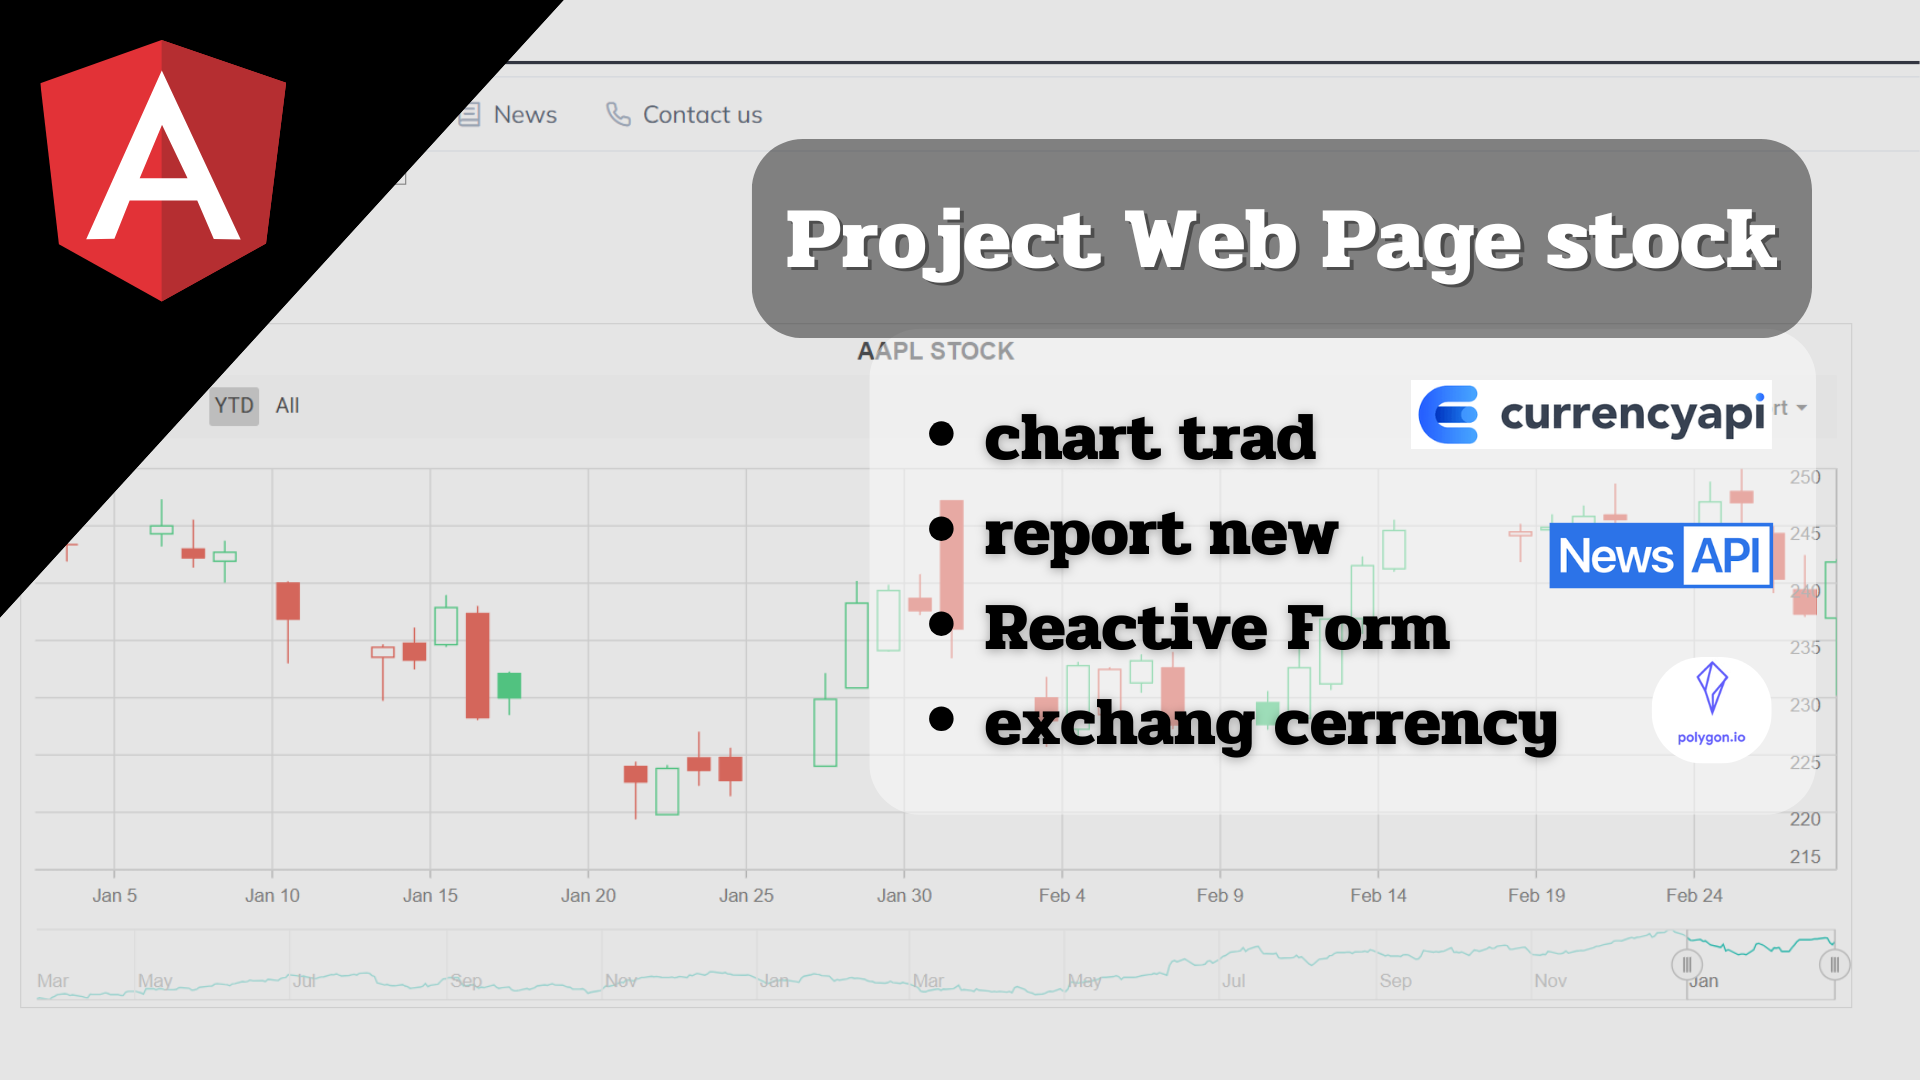 News
Contact us
Project Web Page stock
AAPL STOCK
YTD
All
currencyapi
rt
• chart trad
• report new
News API
• Reactive Form
• exchang cerrency
polygon.io
250
245
240
235
230
225
220
215
Jan 5 Jan 10 Jan 15 Jan 20 Jan 25 Jan 30 Feb 4 Feb 9 Feb 14 Feb 19 Feb 24
Mar May Jul Sep Nov Jan Mar May Jul Sep Nov Jan